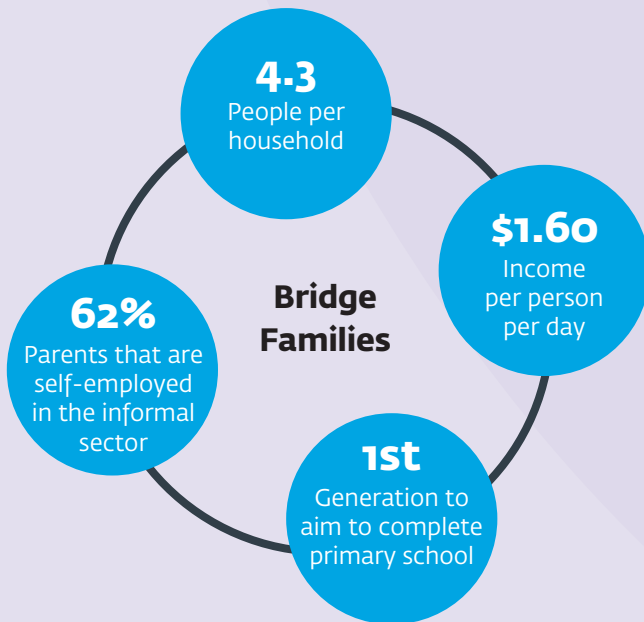 4.3
People per
household
$1.60
Income
per person
per day
Bridge
Families
62%
Parents that are
self-employed
in the informal
sector
1st
Generation to
aim to complete
primary school